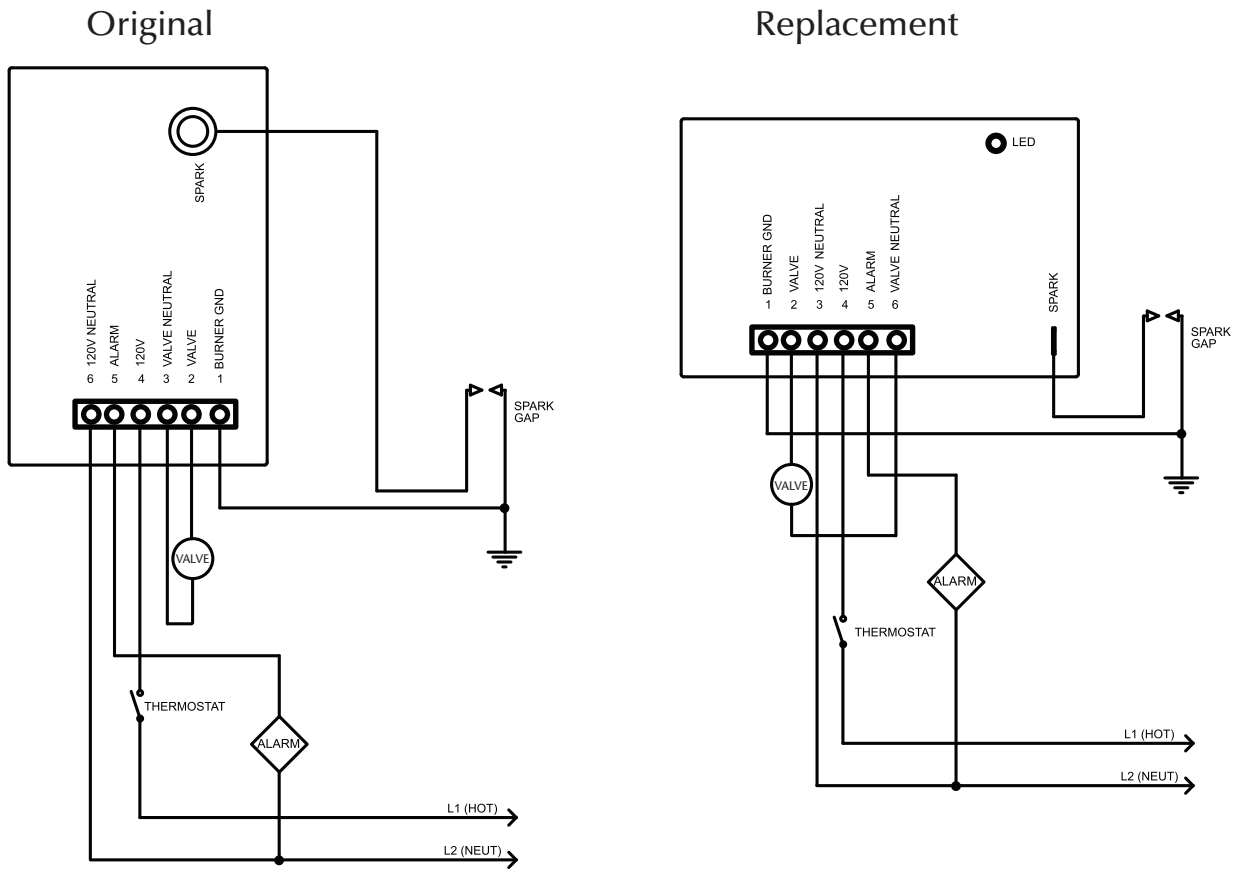 Original
SPARK
6 120V NEUTRAL
5 ALARM
4 120V
3 VALVE NEUTRAL
2 VALVE
1 BURNER GND
SPARK
GAP
VALVE
THERMOSTAT
ALARM
L1 (HOT)
L2 (NEUT)
Replacement
LED
1 BURNER GND
2 VALVE
3 120V NEUTRAL
4 120V
5 ALARM
6 VALVE NEUTRAL
SPARK
SPARK
GAP
VALVE
ALARM
THERMOSTAT
L1 (HOT)
L2 (NEUT)